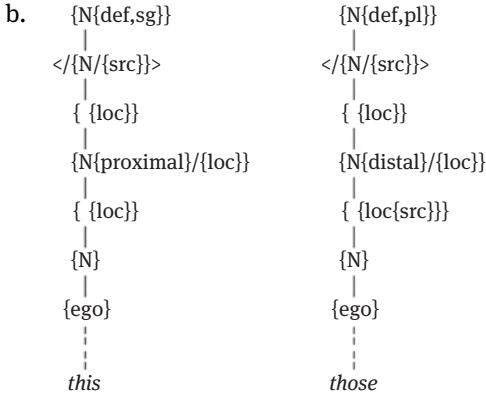 b. {N{def,sg}} {N{def,pl}}
</{N/{src}}> </{N/{src}}>
{ {loc}} { {loc}}
{N{proximal}/{loc}} {N{distal}/{loc}}
{ {loc}} { {loc{src}}}
{N} {N}
{ego} {ego}
this those